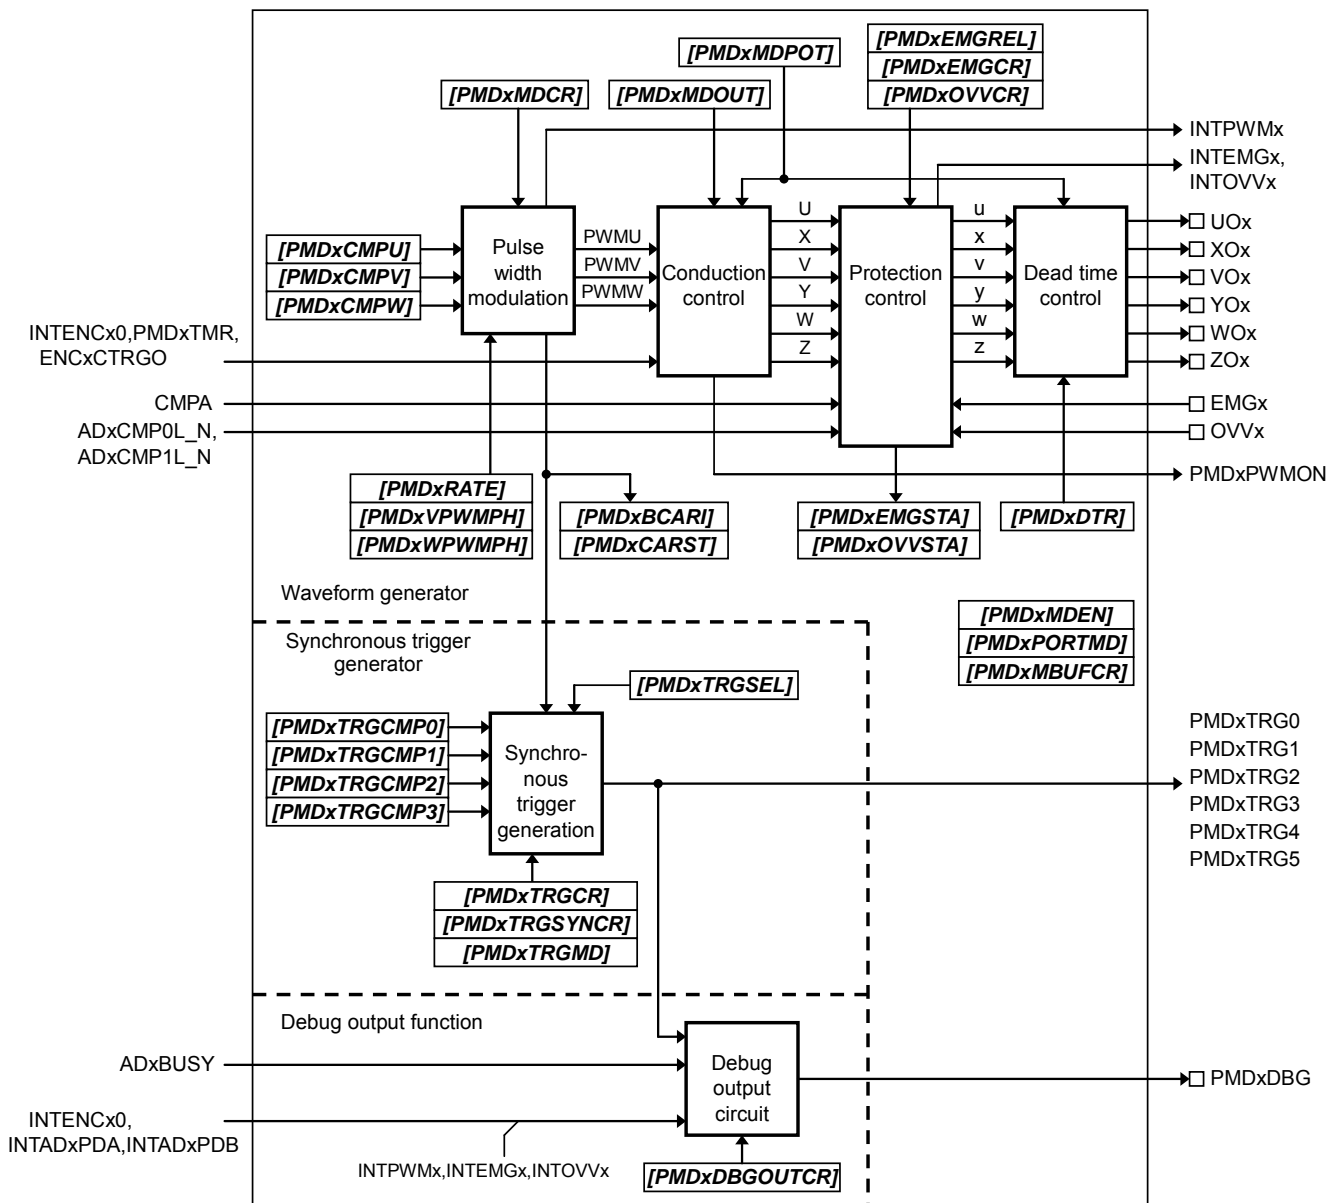 [PMDxEMGREL]
[PMDxMDPOT]
[PMDxEMGCR]
[PMDxMDCR]
[PMDxMDOUT]
[PMDxOVVCR]
INTPWMx
INTEMGx,
INTOVVx
[PMDxCMPU]
[PMDxCMPV]
[PMDxCMPW]
Pulse
width
modulation
PWMU
PWMV
PWMW
Conduction
control
U
X
V
Y
W
Z
Protection
control
u
x
v
y
w
z
Dead time
control
UOx
XOx
VOx
YOx
WOx
ZOx
INTENCx0,PMDxTMR,
ENCxCTRGO
CMPA
ADxCMP0L_N,
ADxCMP1L_N
EMGx
OVVx
PMDxPWMON
[PMDxRATE]
[PMDxVPWMPH]
[PMDxWPWMPH]
[PMDxBCARI]
[PMDxCARST]
[PMDxEMGSTA]
[PMDxOVVSTA]
[PMDxDTR]
Waveform generator
[PMDxMDEN]
[PMDxPORTMD]
[PMDxMBUFCR]
Synchronous trigger
generator
[PMDxTRGSEL]
[PMDxTRGCMP0]
[PMDxTRGCMP1]
[PMDxTRGCMP2]
[PMDxTRGCMP3]
Synchro-
nous
trigger
generation
PMDxTRG0
PMDxTRG1
PMDxTRG2
PMDxTRG3
PMDxTRG4
PMDxTRG5
[PMDxTRGCR]
[PMDxTRGSYNCR]
[PMDxTRGMD]
Debug output function
ADxBUSY
Debug
output
circuit
PMDxDBG
INTENCx0,
INTADxPDA,INTADxPDB
INTPWMx,INTEMGx,INTOVVx
[PMDxDBGOUTCR]